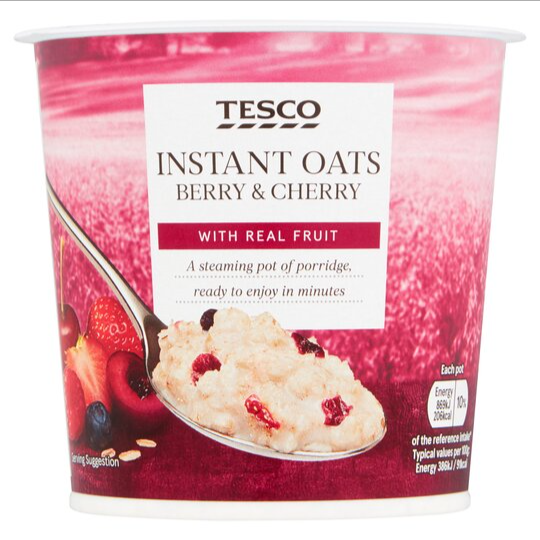 TESCO
INSTANT OATS
BERRY & CHERRY
WITH REAL FRUIT
A steaming pot of porridge,
ready to enjoy in minutes
Each pot
Energy
869kJ
206kcal
10%
of the reference intake*
Typical values per 100g:
Energy 386kJ / 91kcal
Serving Suggestion